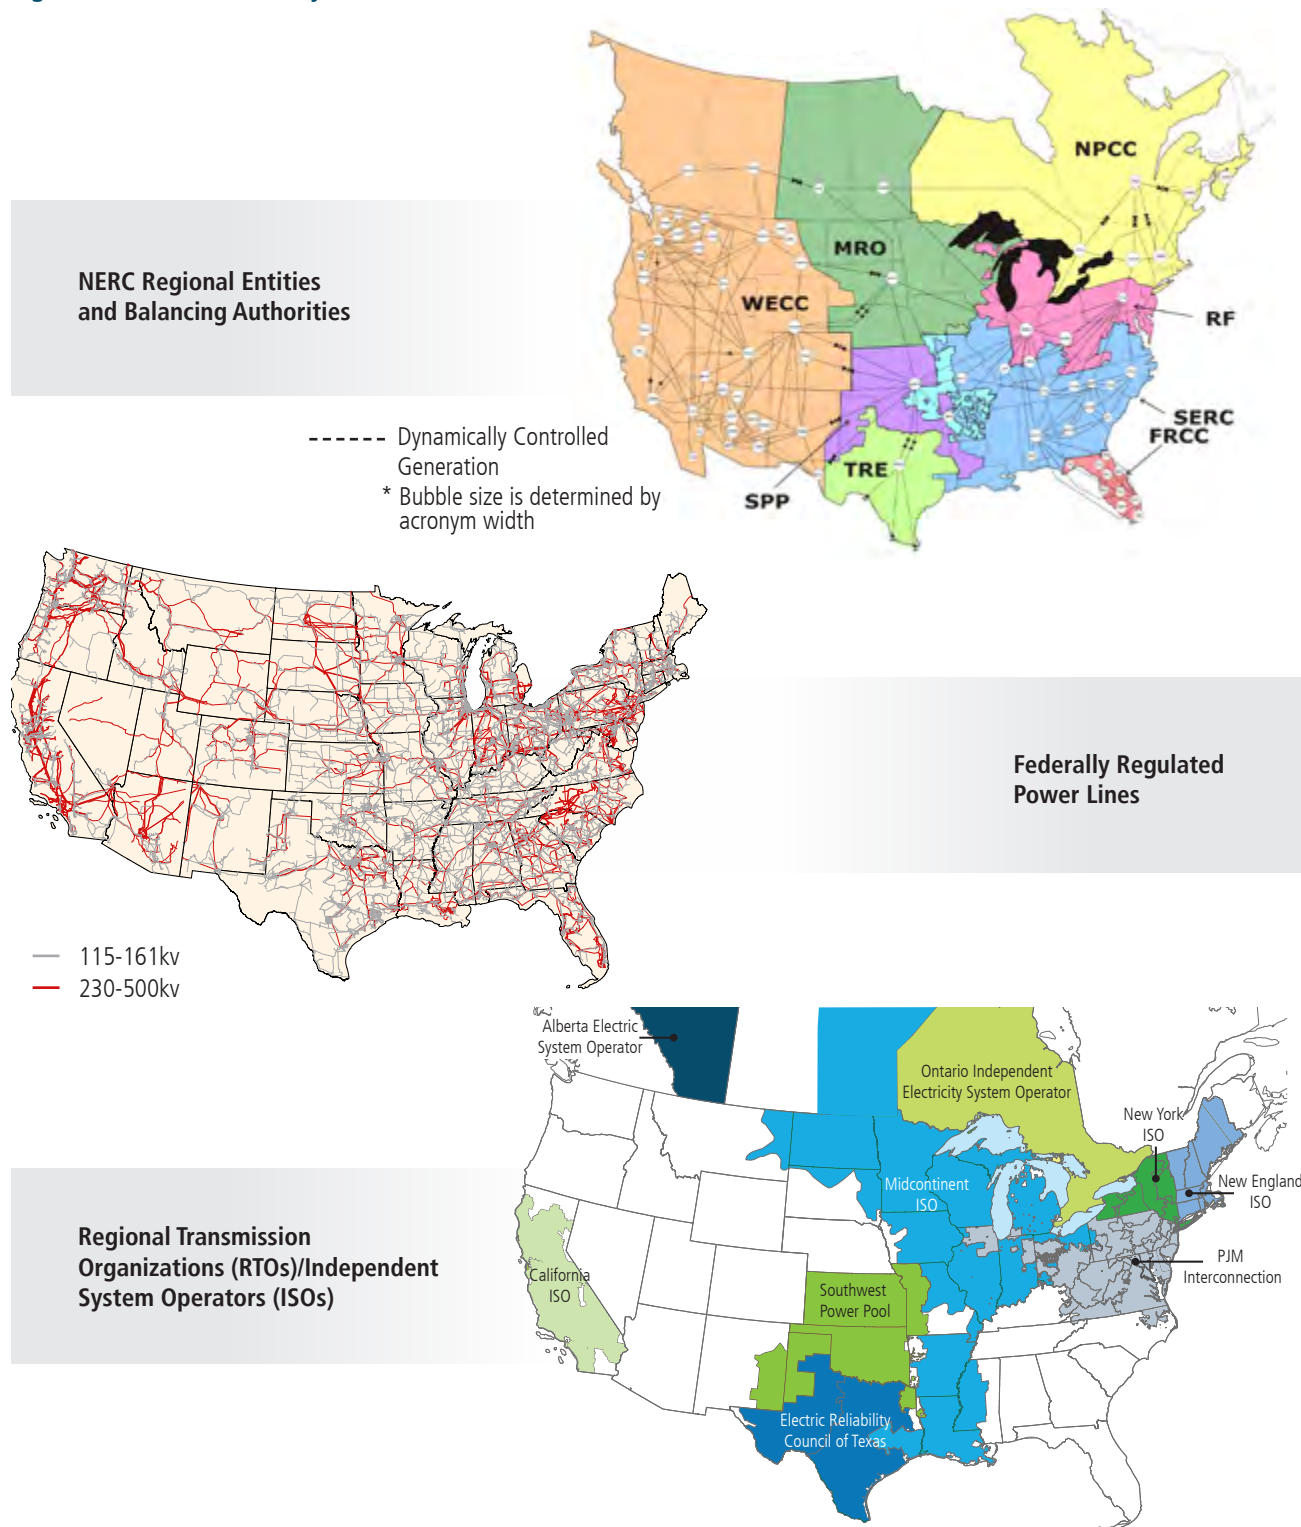 NPCC
MRO
WECC
RF
SERC
FRCC
TRE
SPP
NERC Regional Entities
and Balancing Authorities
Dynamically Controlled
Generation
* Bubble size is determined by
acronym width
Federally Regulated
Power Lines
115-161kv
230-500kv
Alberta Electric
System Operator
Ontario Independent
Electricity System Operator
New York
ISO
Midcontinent
ISO
New England
ISO
Regional Transmission
Organizations (RTOs)/Independent
System Operators (ISOs)
California
ISO
PJM
Interconnection
Southwest
Power Pool
Electric Reliability
Council of Texas